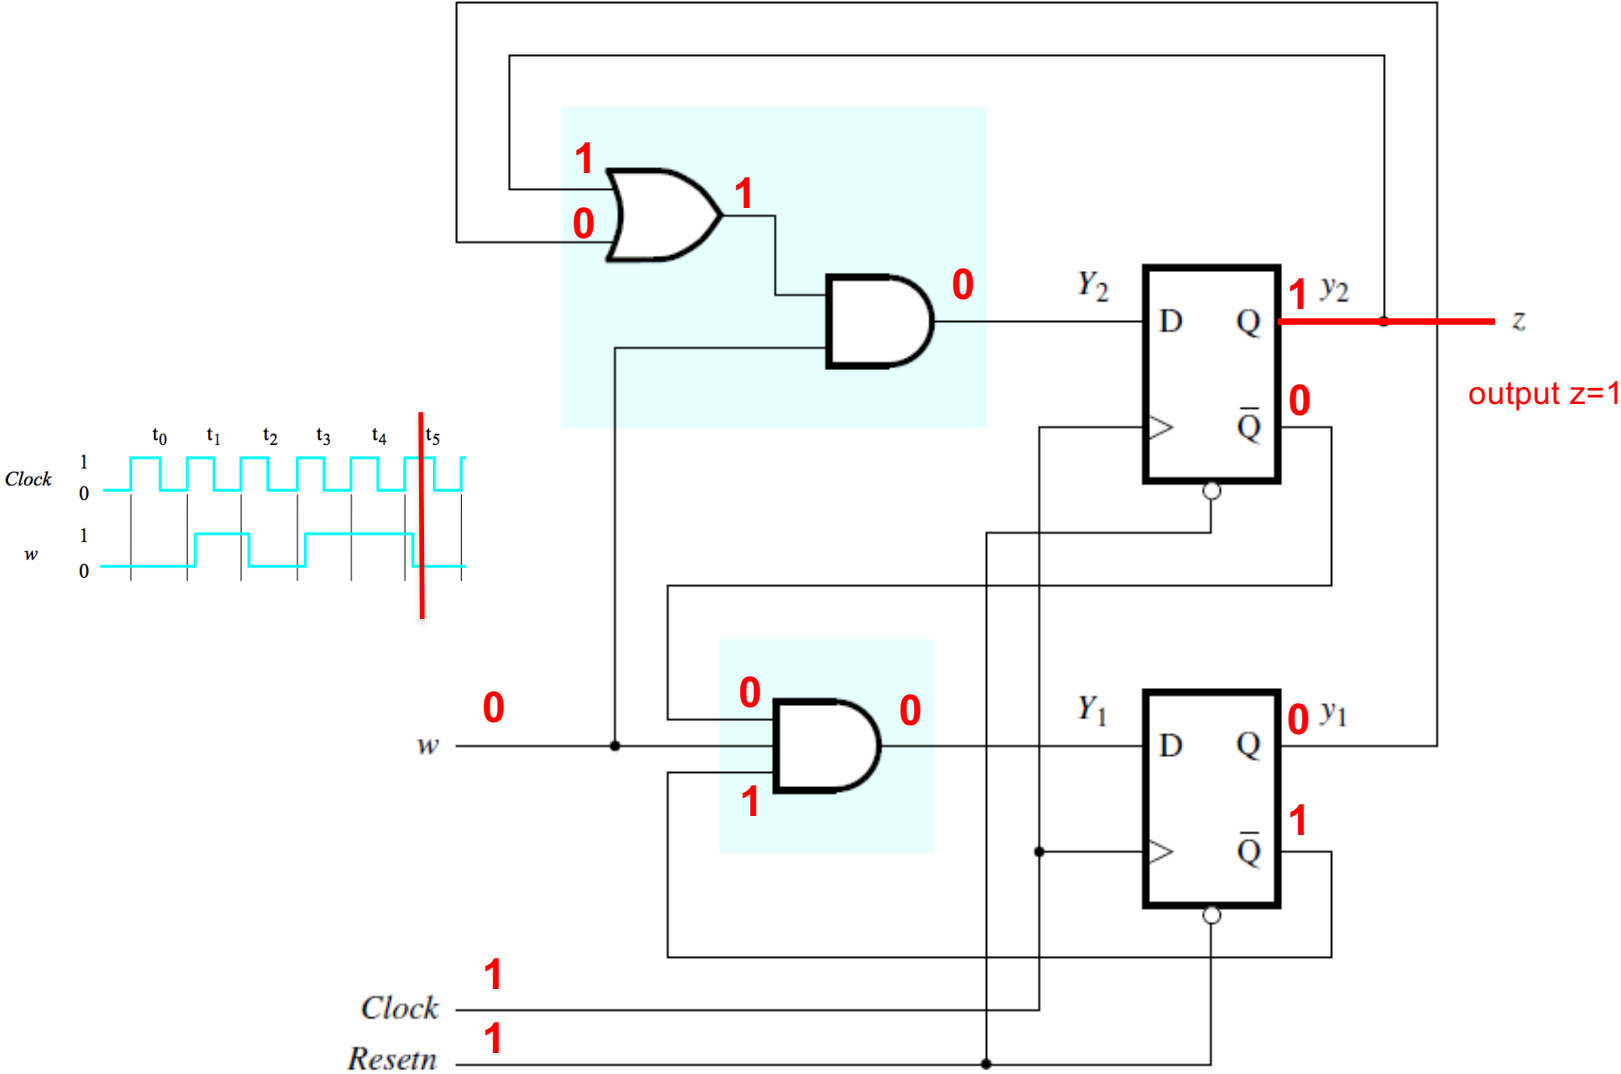 1
1
0
0
Y₂
1 y₂
D Q
z
0
output z=1
Q̅
t₀ t₁ t₂ t₃ t₄ t₅
Clock 1
0
w 1
0
0
w
0
0
1
Y₁
0 y₁
D Q
1
Q̅
1
Clock
1
Resetn